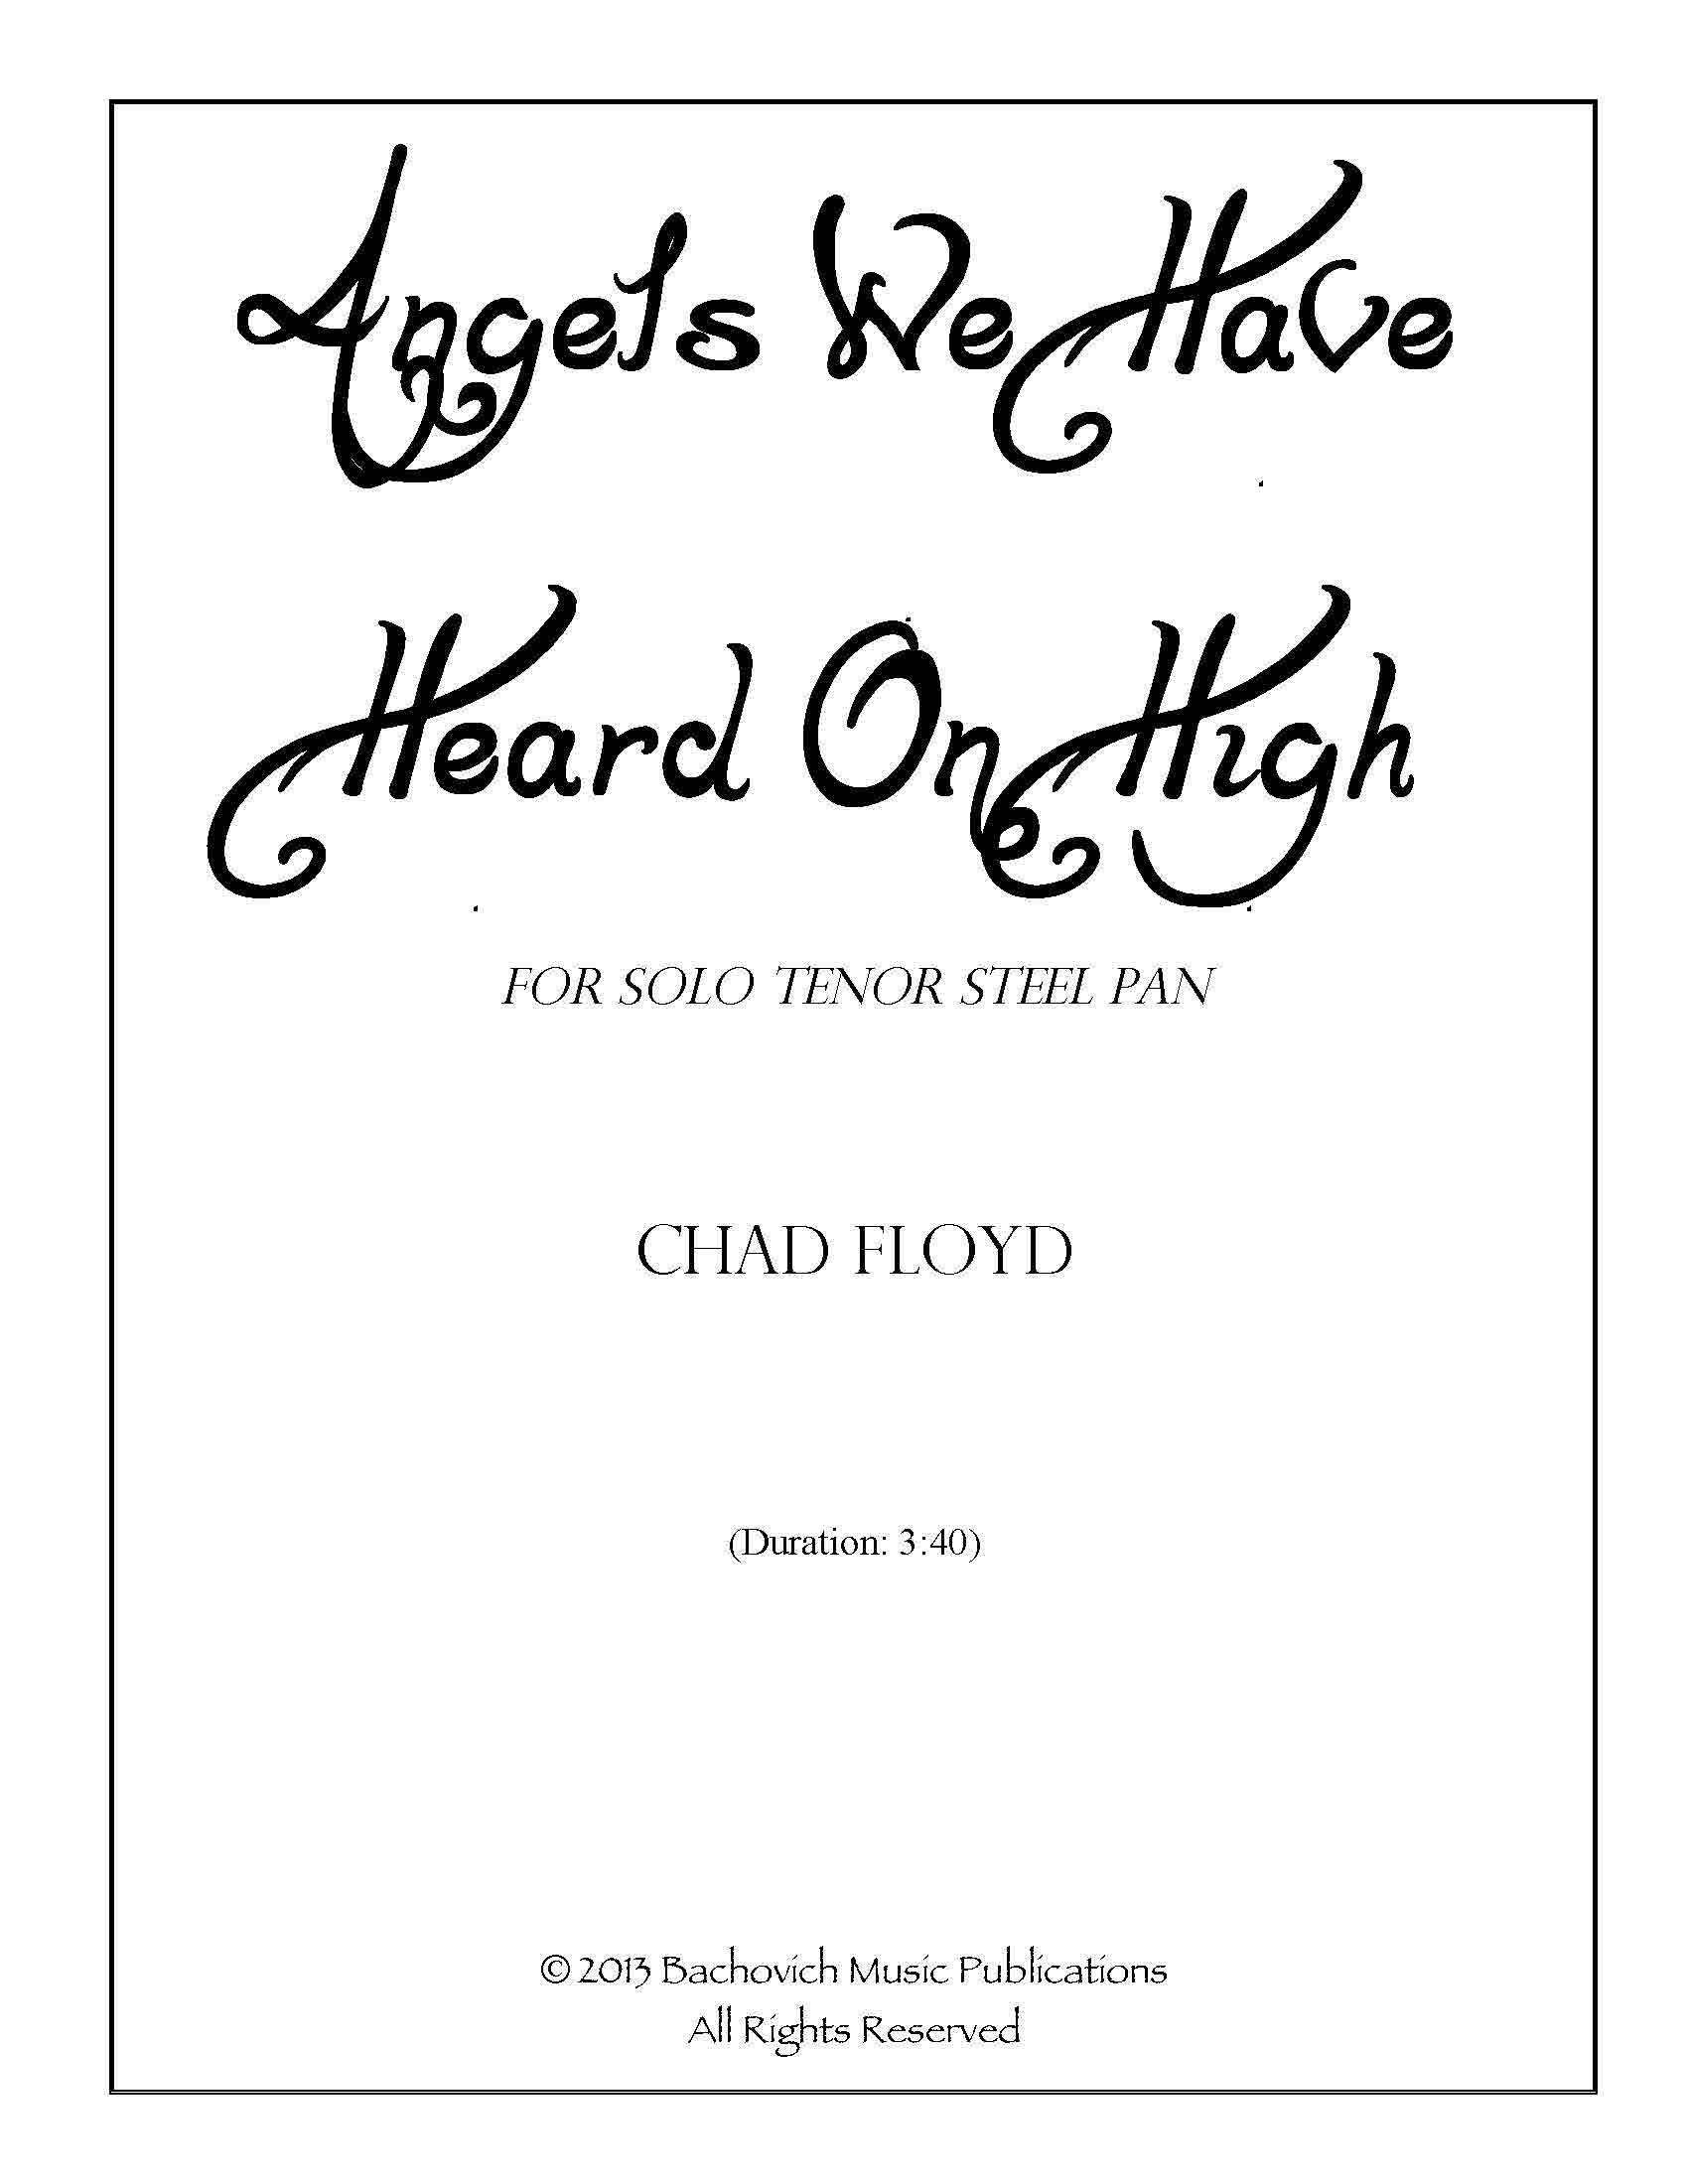 Angels We Have
Heard On High
FOR SOLO TENOR STEEL PAN
CHAD FLOYD
(Duration: 3:40)
© 2013 Bachovich Music Publications
All Rights Reserved